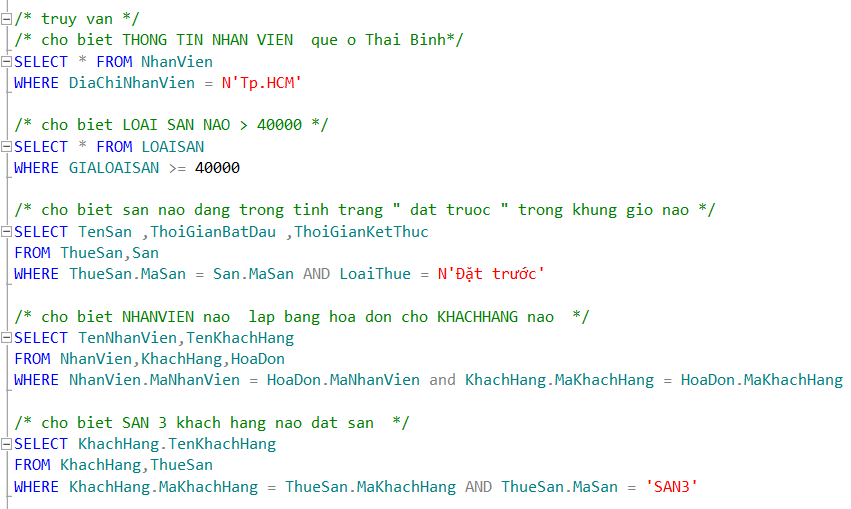 /* truy van */
/* cho biet THONG TIN NHAN VIEN  que o Thai Binh*/
SELECT * FROM NhanVien
WHERE DiaChiNhanVien = N'Tp.HCM'
/* cho biet LOAI SAN NAO > 40000 */
SELECT * FROM LOAISAN
WHERE GIALOAISAN >= 40000
/* cho biet san nao dang trong tinh trang " dat truoc " trong khung gio nao */
SELECT TenSan ,ThoiGianBatDau ,ThoiGianKetThuc
FROM ThueSan,San
WHERE ThueSan.MaSan = San.MaSan AND LoaiThue = N'Đặt trước'
/* cho biet NHANVIEN nao  lap bang hoa don cho KHACHHANG nao  */
SELECT TenNhanVien,TenKhachHang
FROM NhanVien,KhachHang,HoaDon
WHERE NhanVien.MaNhanVien = HoaDon.MaNhanVien and KhachHang.MaKhachHang = HoaDon.MaKhachHang
/* cho biet SAN 3 khach hang nao dat san  */
SELECT KhachHang.TenKhachHang
FROM KhachHang,ThueSan
WHERE KhachHang.MaKhachHang = ThueSan.MaKhachHang AND ThueSan.MaSan = 'SAN3'